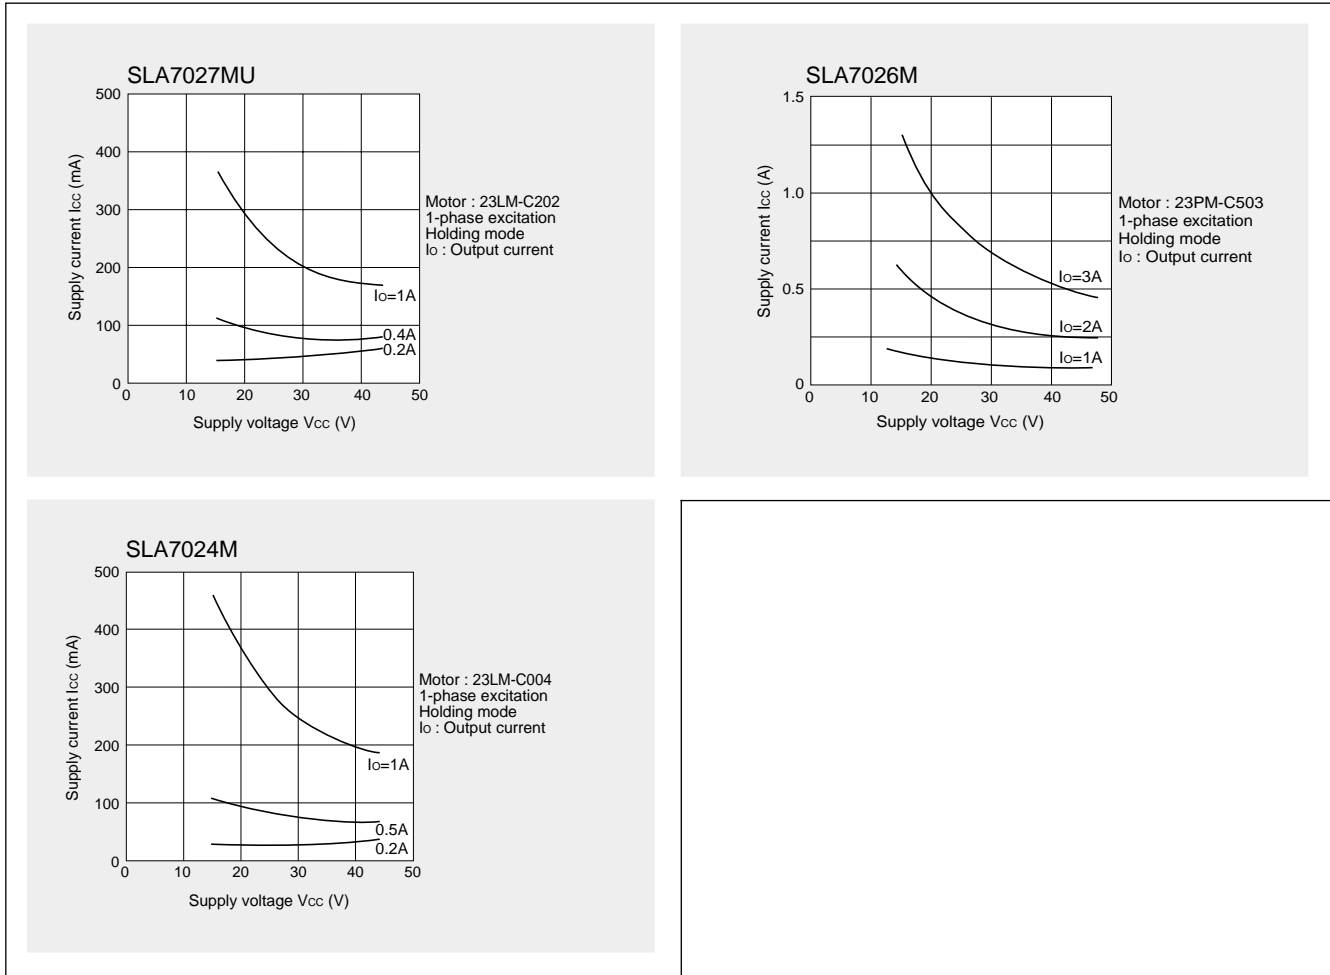 SLA7027MU
500
400
300
200
100
0
0 10 20 30 40 50
Supply current Icc (mA)
Supply voltage Vcc (V)
Io=1A
0.4A
0.2A
Motor : 23LM-C202
1-phase excitation
Holding mode
Io : Output current
SLA7026M
1.5
1.0
0.5
0
0 10 20 30 40 50
Supply current Icc (A)
Supply voltage Vcc (V)
Io=3A
Io=2A
Io=1A
Motor : 23PM-C503
1-phase excitation
Holding mode
Io : Output current
SLA7024M
500
400
300
200
100
0
0 10 20 30 40 50
Supply current Icc (mA)
Supply voltage Vcc (V)
Io=1A
0.5A
0.2A
Motor : 23LM-C004
1-phase excitation
Holding mode
Io : Output current